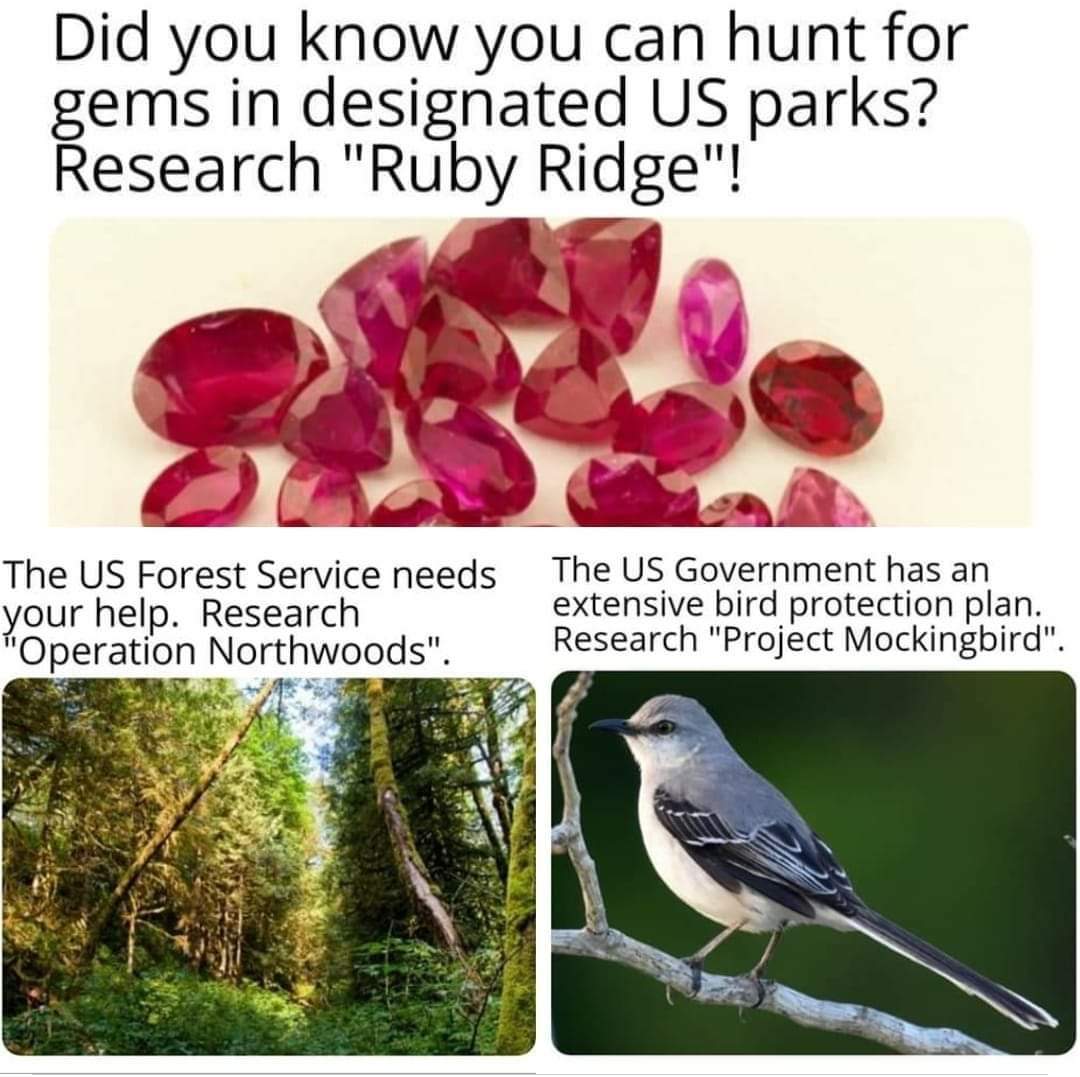 Did you know you can hunt for
gems in designated US parks?
Research "Ruby Ridge"!
The US Forest Service needs
your help.  Research
"Operation Northwoods".
The US Government has an
extensive bird protection plan.
Research "Project Mockingbird".